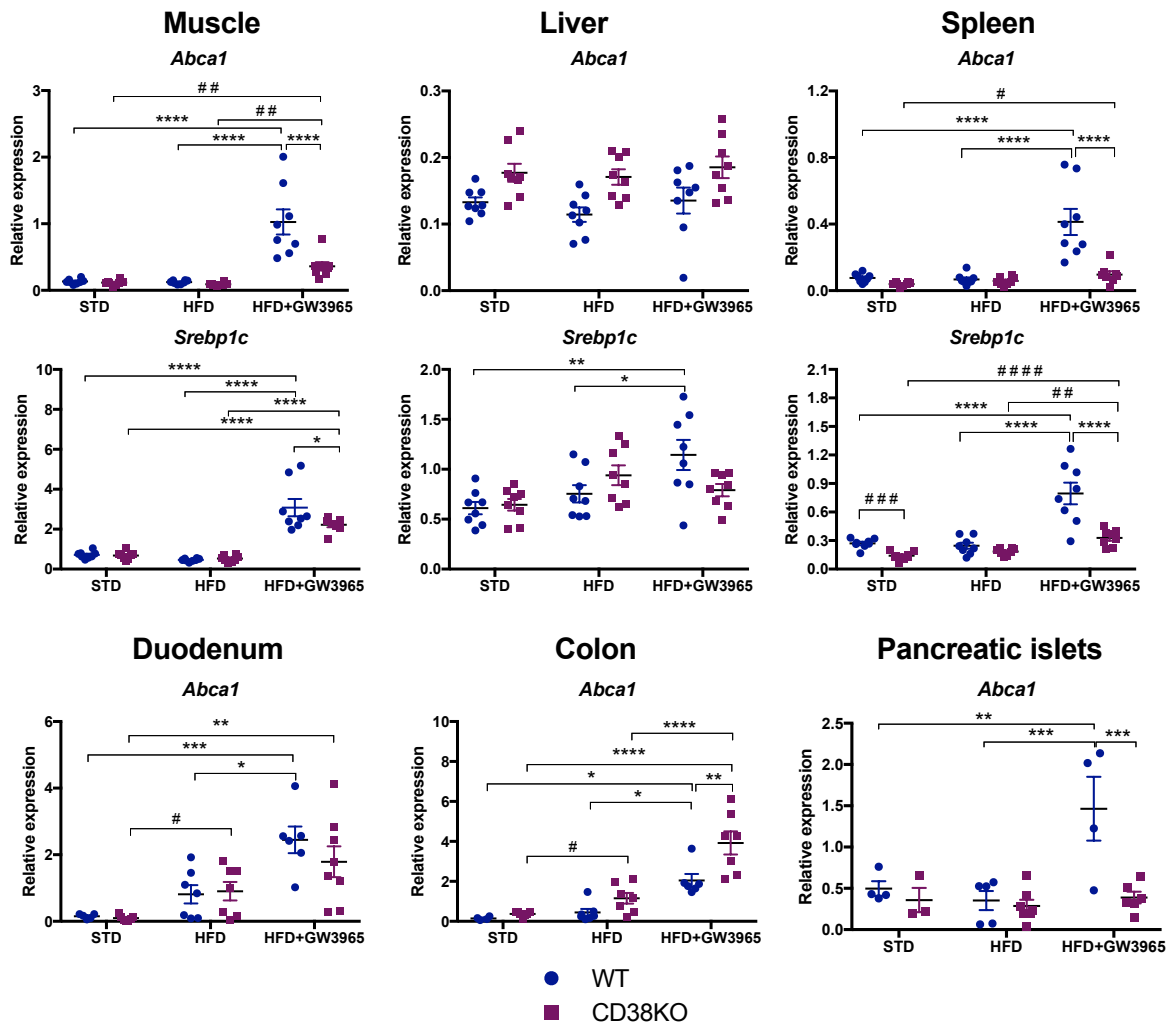 Muscle
Liver
Spleen
Abca1
Abca1
Abca1
Relative expression
3
2
1
0
##
##
****
****
****
STD
HFD
HFD+GW3965
Relative expression
0.3
0.2
0.1
0.0
STD
HFD
HFD+GW3965
Relative expression
1.2
0.8
0.4
0.0
#
****
****
****
STD
HFD
HFD+GW3965
Srebp1c
Srebp1c
Srebp1c
Relative expression
10
8
6
4
2
0
****
****
****
****
*
STD
HFD
HFD+GW3965
Relative expression
2.0
1.5
1.0
0.5
0.0
**
*
STD
HFD
HFD+GW3965
Relative expression
2.1
1.8
1.5
1.2
0.9
0.6
0.3
0.0
####
##
****
****
****
###
STD
HFD
HFD+GW3965
Duodenum
Colon
Pancreatic islets
Abca1
Abca1
Abca1
Relative expression
6
4
2
0
**
***
*
#
STD
HFD
HFD+GW3965
Relative expression
10
8
6
4
2
0
****
****
*
**
*
#
STD
HFD
HFD+GW3965
Relative expression
2.5
2.0
1.5
1.0
0.5
0.0
**
***
***
STD
HFD
HFD+GW3965
WT
CD38KO